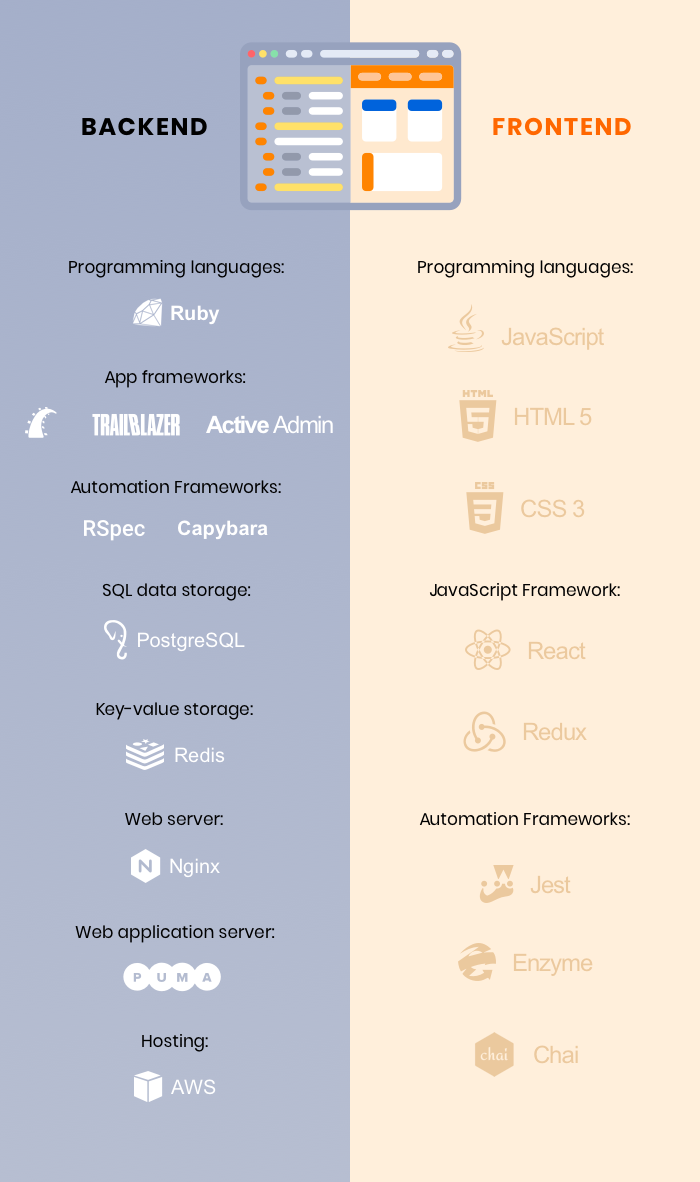 BACKEND
Programming languages:
Ruby
App frameworks:
TRAILBLAZER Active Admin
Automation Frameworks:
RSpec Capybara
SQL data storage:
PostgreSQL
Key-value storage:
Redis
Web server:
N Nginx
Web application server:
PUMA
Hosting:
AWS
FRONTEND
Programming languages:
JavaScript
HTML
5 HTML 5
CSS
3 CSS 3
JavaScript Framework:
React
Redux
Automation Frameworks:
Jest
Enzyme
chai Chai